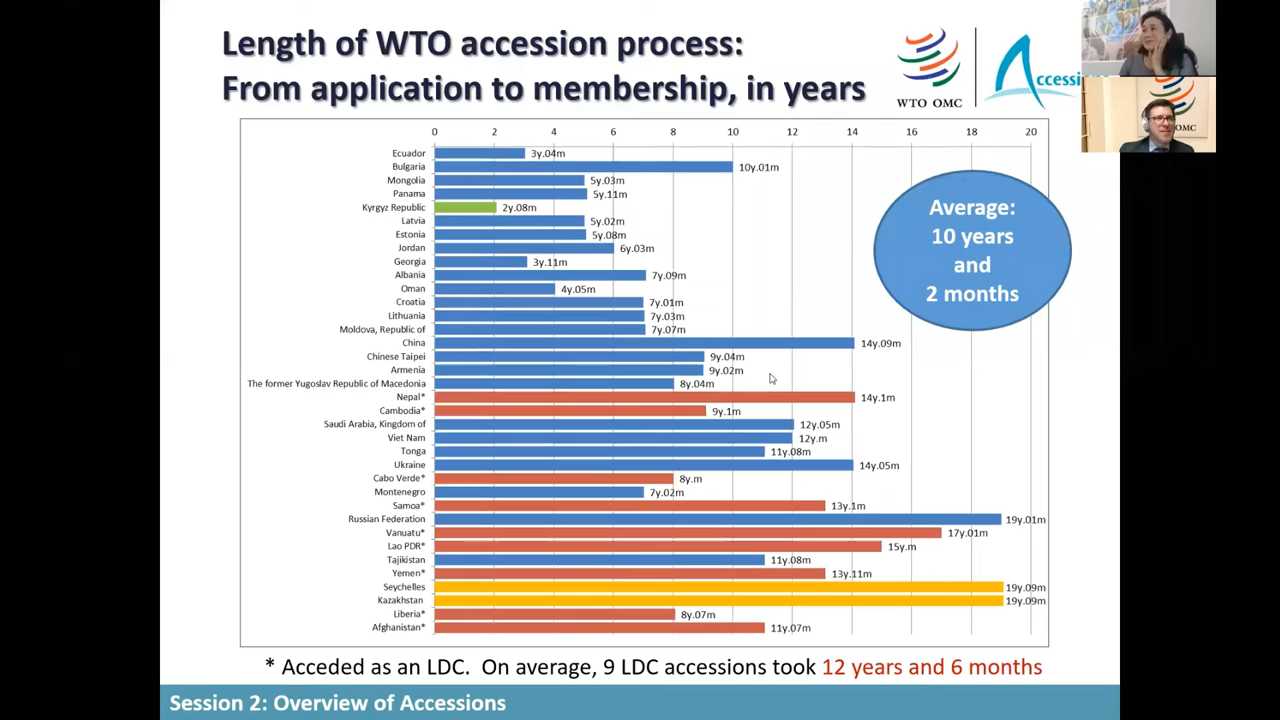 Length of WTO accession process:
From application to membership, in years
WTO OMC
Accessi
OMC
0 2 4 6 8 10 12 14 16 18 20
Ecuador 3y.04m
Bulgaria 10y.01m
Mongolia 5y.03m
Panama 5y.11m
Kyrgyz Republic 2y.08m
Latvia 5y.02m
Estonia 5y.08m
Jordan 6y.03m
Georgia 3y.11m
Albania 7y.09m
Oman 4y.05m
Croatia 7y.01m
Lithuania 7y.03m
Moldova, Republic of 7y.07m
China 14y.09m
Chinese Taipei 9y.04m
Armenia 9y.02m
The former Yugoslav Republic of Macedonia 8y.04m
Nepal* 14y.1m
Cambodia* 9y.1m
Saudi Arabia, Kingdom of 12y.05m
Viet Nam 12y.m
Tonga 11y.08m
Ukraine 14y.05m
Cabo Verde* 8y.m
Montenegro 7y.02m
Samoa* 13y.1m
Russian Federation 19y.01m
Vanuatu* 17y.01m
Lao PDR* 15y.m
Tajikistan 11y.08m
Yemen* 13y.11m
Seychelles 19y.09m
Kazakhstan 19y.09m
Liberia* 8y.07m
Afghanistan* 11y.07m
Average:
10 years
and
2 months
* Acceded as an LDC. On average, 9 LDC accessions took 12 years and 6 months
Session 2: Overview of Accessions